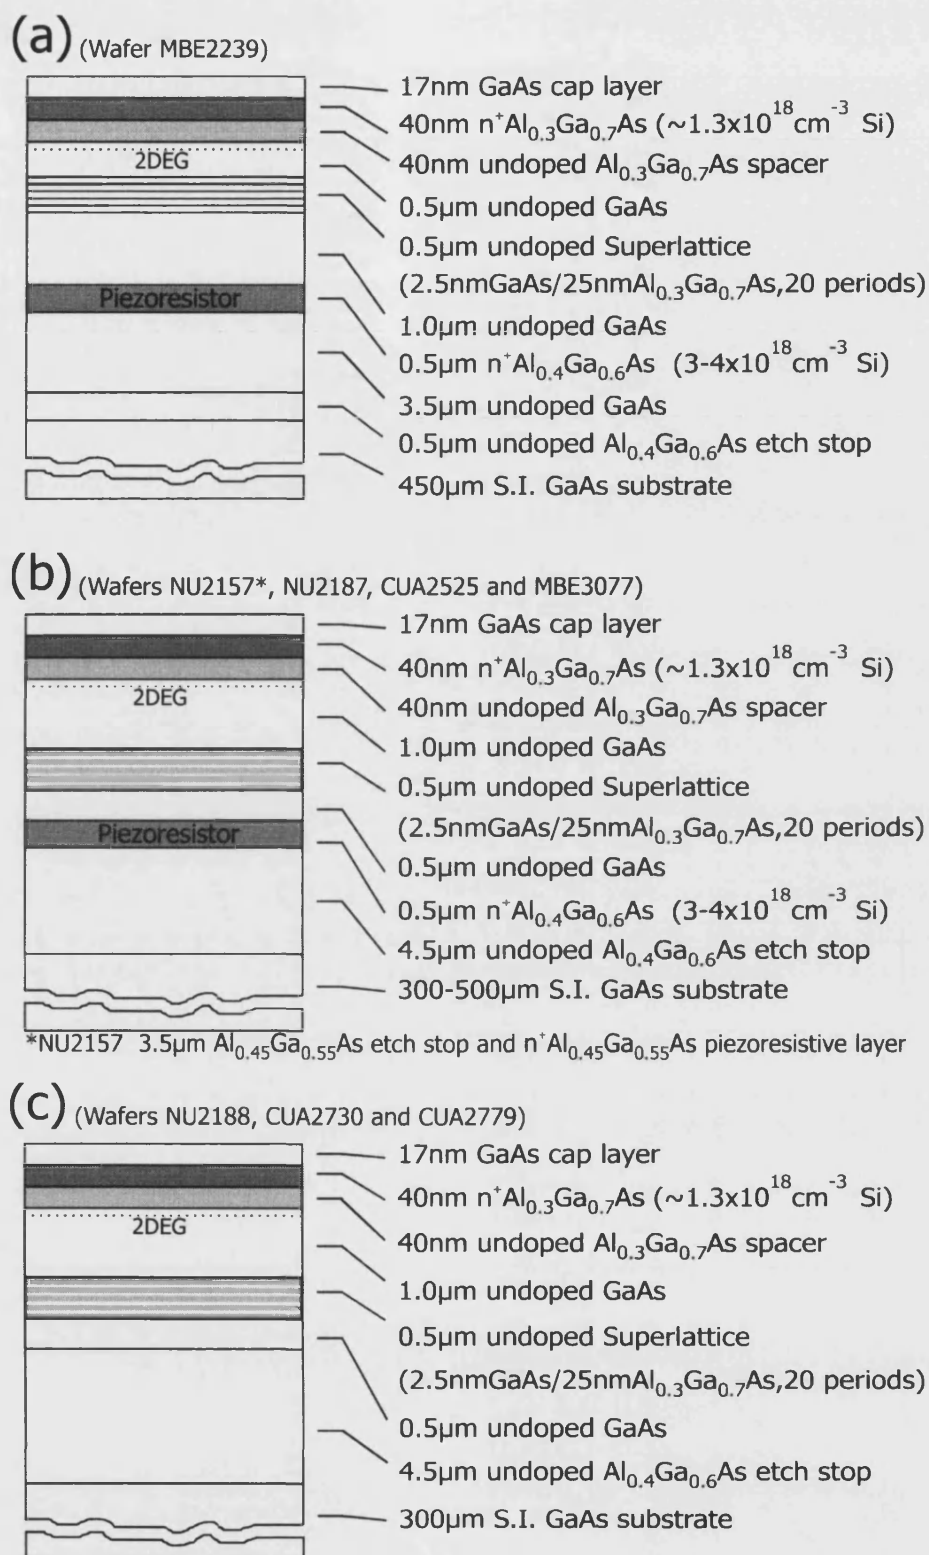 (a) (Wafer MBE2239)
17nm GaAs cap layer
40nm n⁺Al₀.₃Ga₀.₇As (~1.3x10¹⁸cm⁻³ Si)
2DEG
40nm undoped Al₀.₃Ga₀.₇As spacer
0.5µm undoped GaAs
0.5µm undoped Superlattice
(2.5nmGaAs/25nmAl₀.₃Ga₀.₇As,20 periods)
Piezoresistor
1.0µm undoped GaAs
0.5µm n⁺Al₀.₄Ga₀.₆As (3-4x10¹⁸cm⁻³ Si)
3.5µm undoped GaAs
0.5µm undoped Al₀.₄Ga₀.₆As etch stop
450µm S.I. GaAs substrate
(b) (Wafers NU2157*, NU2187, CUA2525 and MBE3077)
17nm GaAs cap layer
40nm n⁺Al₀.₃Ga₀.₇As (~1.3x10¹⁸cm⁻³ Si)
2DEG
40nm undoped Al₀.₃Ga₀.₇As spacer
1.0µm undoped GaAs
0.5µm undoped Superlattice
(2.5nmGaAs/25nmAl₀.₃Ga₀.₇As,20 periods)
Piezoresistor
0.5µm undoped GaAs
0.5µm n⁺Al₀.₄Ga₀.₆As (3-4x10¹⁸cm⁻³ Si)
4.5µm undoped Al₀.₄Ga₀.₆As etch stop
300-500µm S.I. GaAs substrate
*NU2157 3.5µm Al₀.₄₅Ga₀.₅₅As etch stop and n⁺Al₀.₄₅Ga₀.₅₅As piezoresistive layer
(c) (Wafers NU2188, CUA2730 and CUA2779)
17nm GaAs cap layer
40nm n⁺Al₀.₃Ga₀.₇As (~1.3x10¹⁸cm⁻³ Si)
2DEG
40nm undoped Al₀.₃Ga₀.₇As spacer
1.0µm undoped GaAs
0.5µm undoped Superlattice
(2.5nmGaAs/25nmAl₀.₃Ga₀.₇As,20 periods)
0.5µm undoped GaAs
4.5µm undoped Al₀.₄Ga₀.₆As etch stop
300µm S.I. GaAs substrate